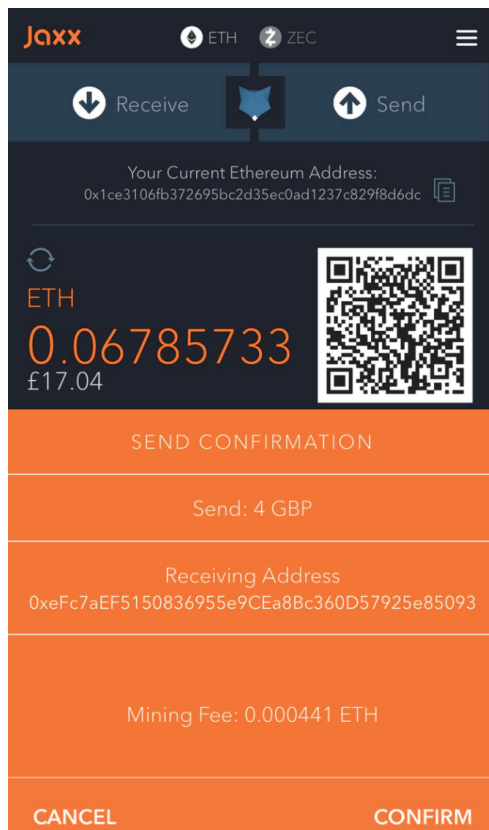 Jaxx
ETH ZEC
Receive
Send
Your Current Ethereum Address:
0x1ce3106fb372695bc2d35ec0ad1237c829f8d6dc
ETH
0.06785733
£17.04
SEND CONFIRMATION
Send: 4 GBP
Receiving Address
0xeFc7aEF5150836955e9CEa8Bc360D57925e85093
Mining Fee: 0.000441 ETH
CANCEL CONFIRM